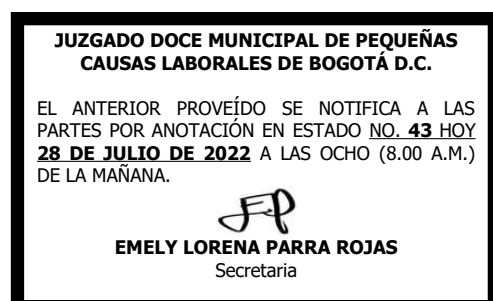 JUZGADO DOCE MUNICIPAL DE PEQUEÑAS
CAUSAS LABORALES DE BOGOTÁ D.C.
EL ANTERIOR PROVEÍDO SE NOTIFICA A LAS
PARTES POR ANOTACIÓN EN ESTADO NO. 43 HOY
28 DE JULIO DE 2022 A LAS OCHO (8.00 A.M.)
DE LA MAÑANA.
EMELY LORENA PARRA ROJAS
Secretaria